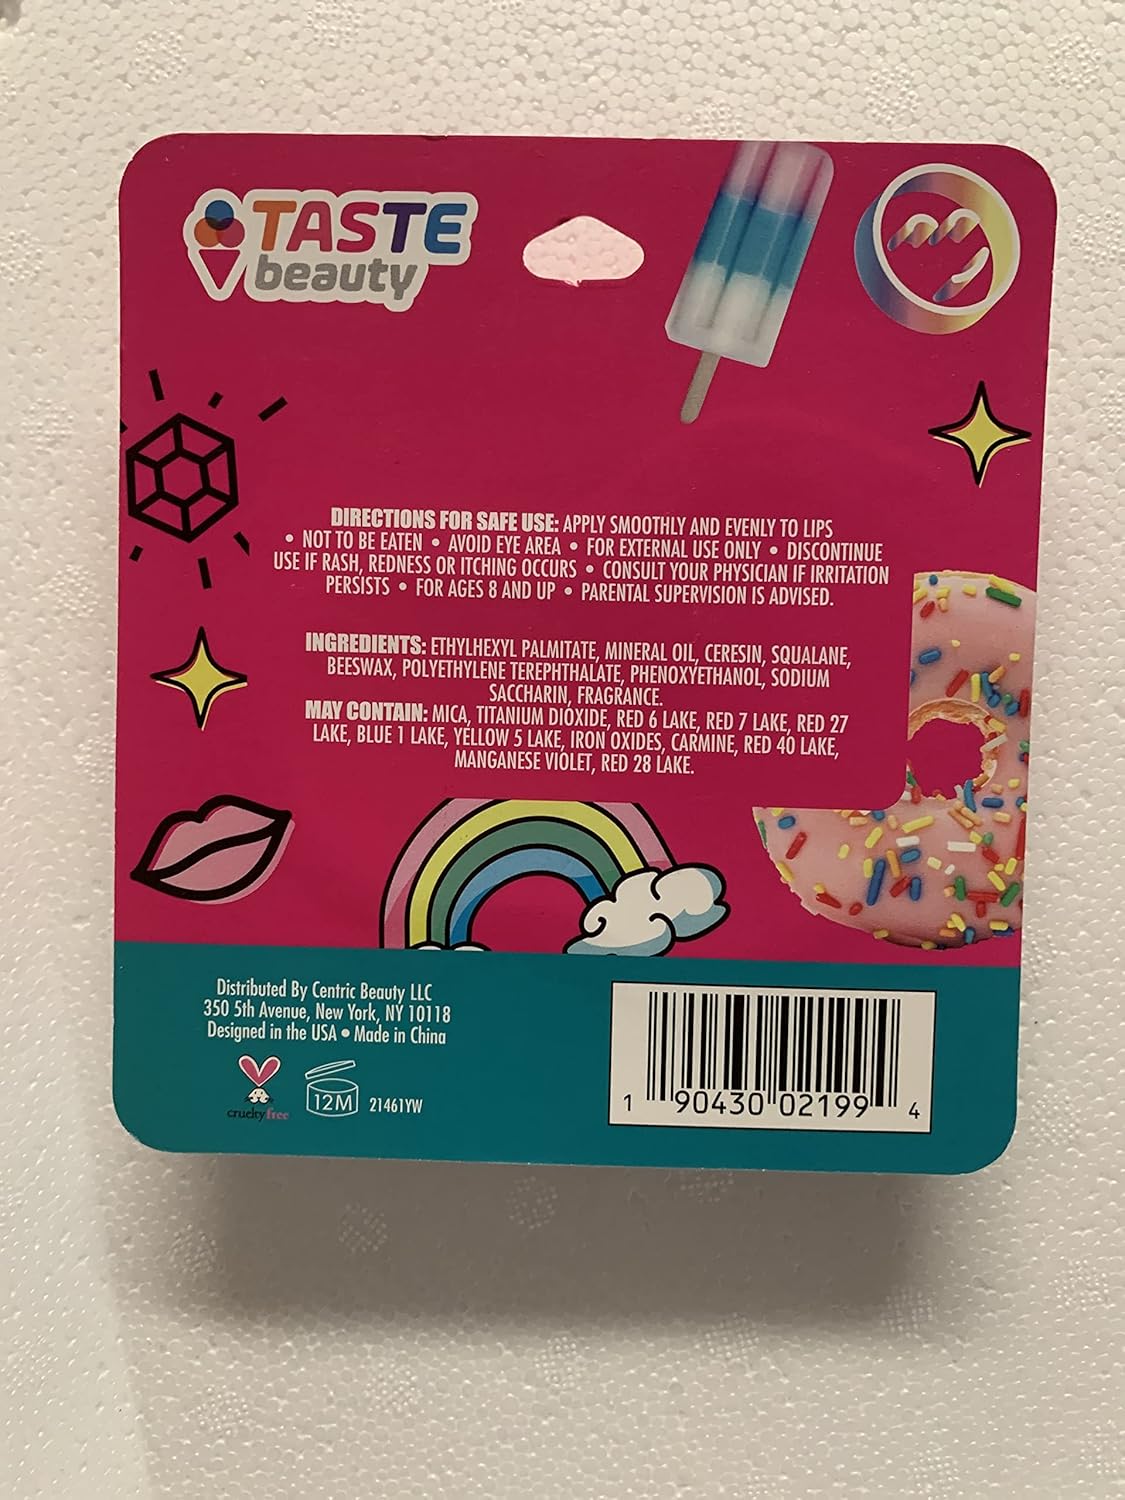 TASTE
beauty
DIRECTIONS FOR SAFE USE: APPLY SMOOTHLY AND EVENLY TO LIPS
• NOT TO BE EATEN • AVOID EYE AREA • FOR EXTERNAL USE ONLY • DISCONTINUE
USE IF RASH, REDNESS OR ITCHING OCCURS • CONSULT YOUR PHYSICIAN IF IRRITATION
PERSISTS • FOR AGES 8 AND UP • PARENTAL SUPERVISION IS ADVISED.
INGREDIENTS: ETHYLHEXYL PALMITATE, MINERAL OIL, CERESIN, SQUALANE,
BEESWAX, POLYETHYLENE TEREPHTHALATE, PHENOXYETHANOL, SODIUM
SACCHARIN, FRAGRANCE.
MAY CONTAIN: MICA, TITANIUM DIOXIDE, RED 6 LAKE, RED 7 LAKE, RED 27
LAKE, BLUE 1 LAKE, YELLOW 5 LAKE, IRON OXIDES, CARMINE, RED 40 LAKE,
MANGANESE VIOLET, RED 28 LAKE.
Distributed By Centric Beauty LLC
350 5th Avenue, New York, NY 10118
Designed in the USA • Made in China
cruelty free
12M
21461YW
1 90430 02199 4